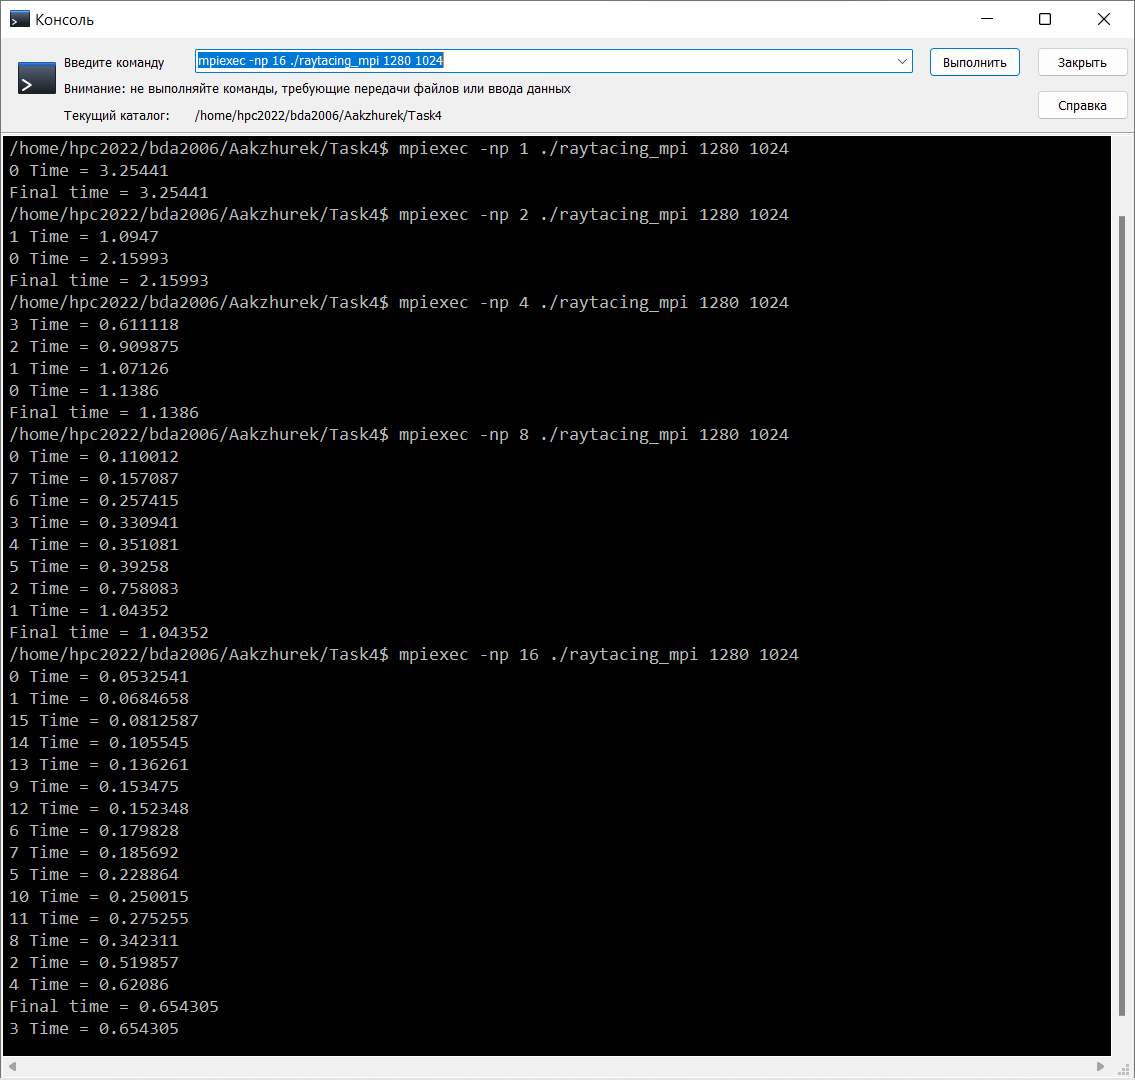 Консоль
Введите команду
mpiexec -np 16 ./raytacing_mpi 1280 1024
Выполнить
Закрыть
Внимание: не выполняйте команды, требующие передачи файлов или ввода данных
Справка
Текущий каталог: /home/hpc2022/bda2006/Aakzhurek/Task4
/home/hpc2022/bda2006/Aakzhurek/Task4$ mpiexec -np 1 ./raytacing_mpi 1280 1024
0 Time = 3.25441
Final time = 3.25441
/home/hpc2022/bda2006/Aakzhurek/Task4$ mpiexec -np 2 ./raytacing_mpi 1280 1024
1 Time = 1.0947
0 Time = 2.15993
Final time = 2.15993
/home/hpc2022/bda2006/Aakzhurek/Task4$ mpiexec -np 4 ./raytacing_mpi 1280 1024
3 Time = 0.611118
2 Time = 0.909875
1 Time = 1.07126
0 Time = 1.1386
Final time = 1.1386
/home/hpc2022/bda2006/Aakzhurek/Task4$ mpiexec -np 8 ./raytacing_mpi 1280 1024
0 Time = 0.110012
7 Time = 0.157087
6 Time = 0.257415
3 Time = 0.330941
4 Time = 0.351081
5 Time = 0.39258
2 Time = 0.758083
1 Time = 1.04352
Final time = 1.04352
/home/hpc2022/bda2006/Aakzhurek/Task4$ mpiexec -np 16 ./raytacing_mpi 1280 1024
0 Time = 0.0532541
1 Time = 0.0684658
15 Time = 0.0812587
14 Time = 0.105545
13 Time = 0.136261
9 Time = 0.153475
12 Time = 0.152348
6 Time = 0.179828
7 Time = 0.185692
5 Time = 0.228864
10 Time = 0.250015
11 Time = 0.275255
8 Time = 0.342311
2 Time = 0.519857
4 Time = 0.62086
Final time = 0.654305
3 Time = 0.654305